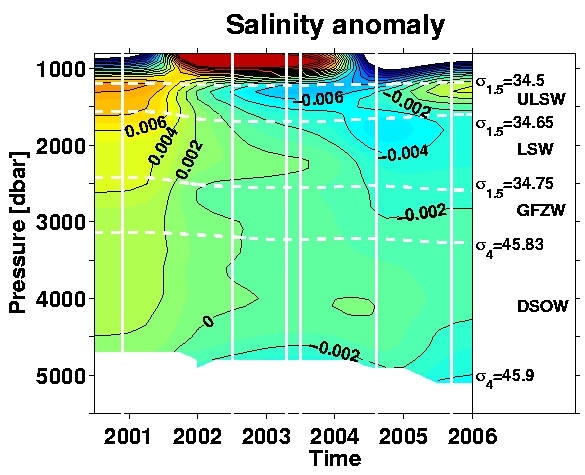 Salinity anomaly
1000
2000
3000
4000
5000
Pressure [dbar]
0.006
0.004
0.002
0
−0.006
−0.002
−0.004
−0.002
−0.002
σ1.5=34.5
ULSW
σ1.5=34.65
LSW
σ1.5=34.75
GFZW
σ4=45.83
DSOW
σ4=45.9
2001 2002 2003 2004 2005 2006
Time